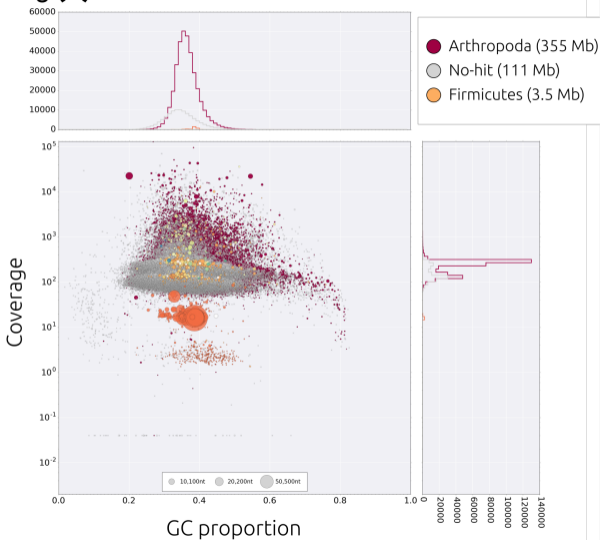 60000
50000
40000
30000
20000
10000
0
Arthropoda (355 Mb)
No-hit (111 Mb)
Firmicutes (3.5 Mb)
Coverage
10^5
10^4
10^3
10^2
10^1
10^0
10^-1
10^-2
10,100nt 20,200nt 50,500nt
0.0 0.2 0.4 0.6 0.8 1.0
0 20000 40000 60000 80000 100000 120000 140000
GC proportion